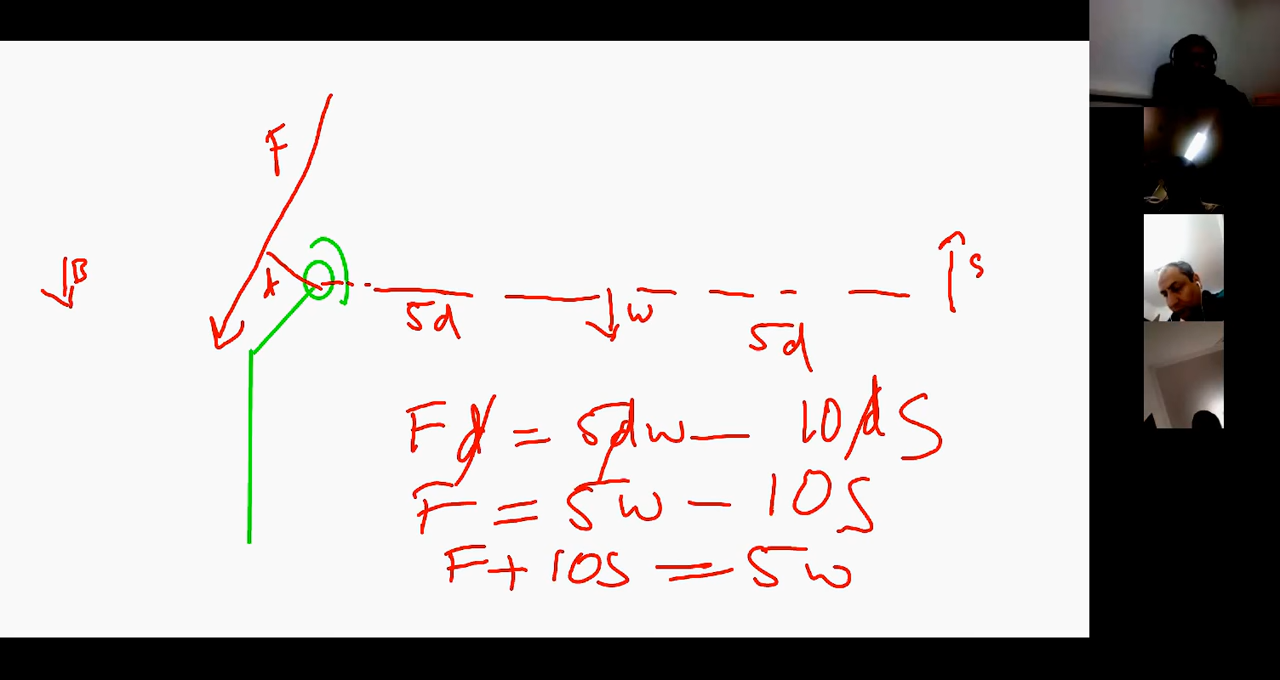 F
B
d
5d
w
5d
S
Fd = 5dw - 10dS
F = 5w - 10S
F + 10S = 5w